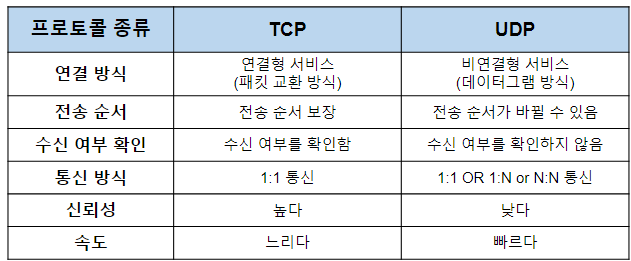 프로토콜 종류 TCP UDP
연결 방식 연결형 서비스 비연결형 서비스
(패킷 교환 방식) (데이터그램 방식)
전송 순서 전송 순서 보장 전송 순서가 바뀔 수 있음
수신 여부 확인 수신 여부를 확인함 수신 여부를 확인하지 않음
통신 방식 1:1 통신 1:1 OR 1:N or N:N 통신
신뢰성 높다 낮다
속도 느리다 빠르다